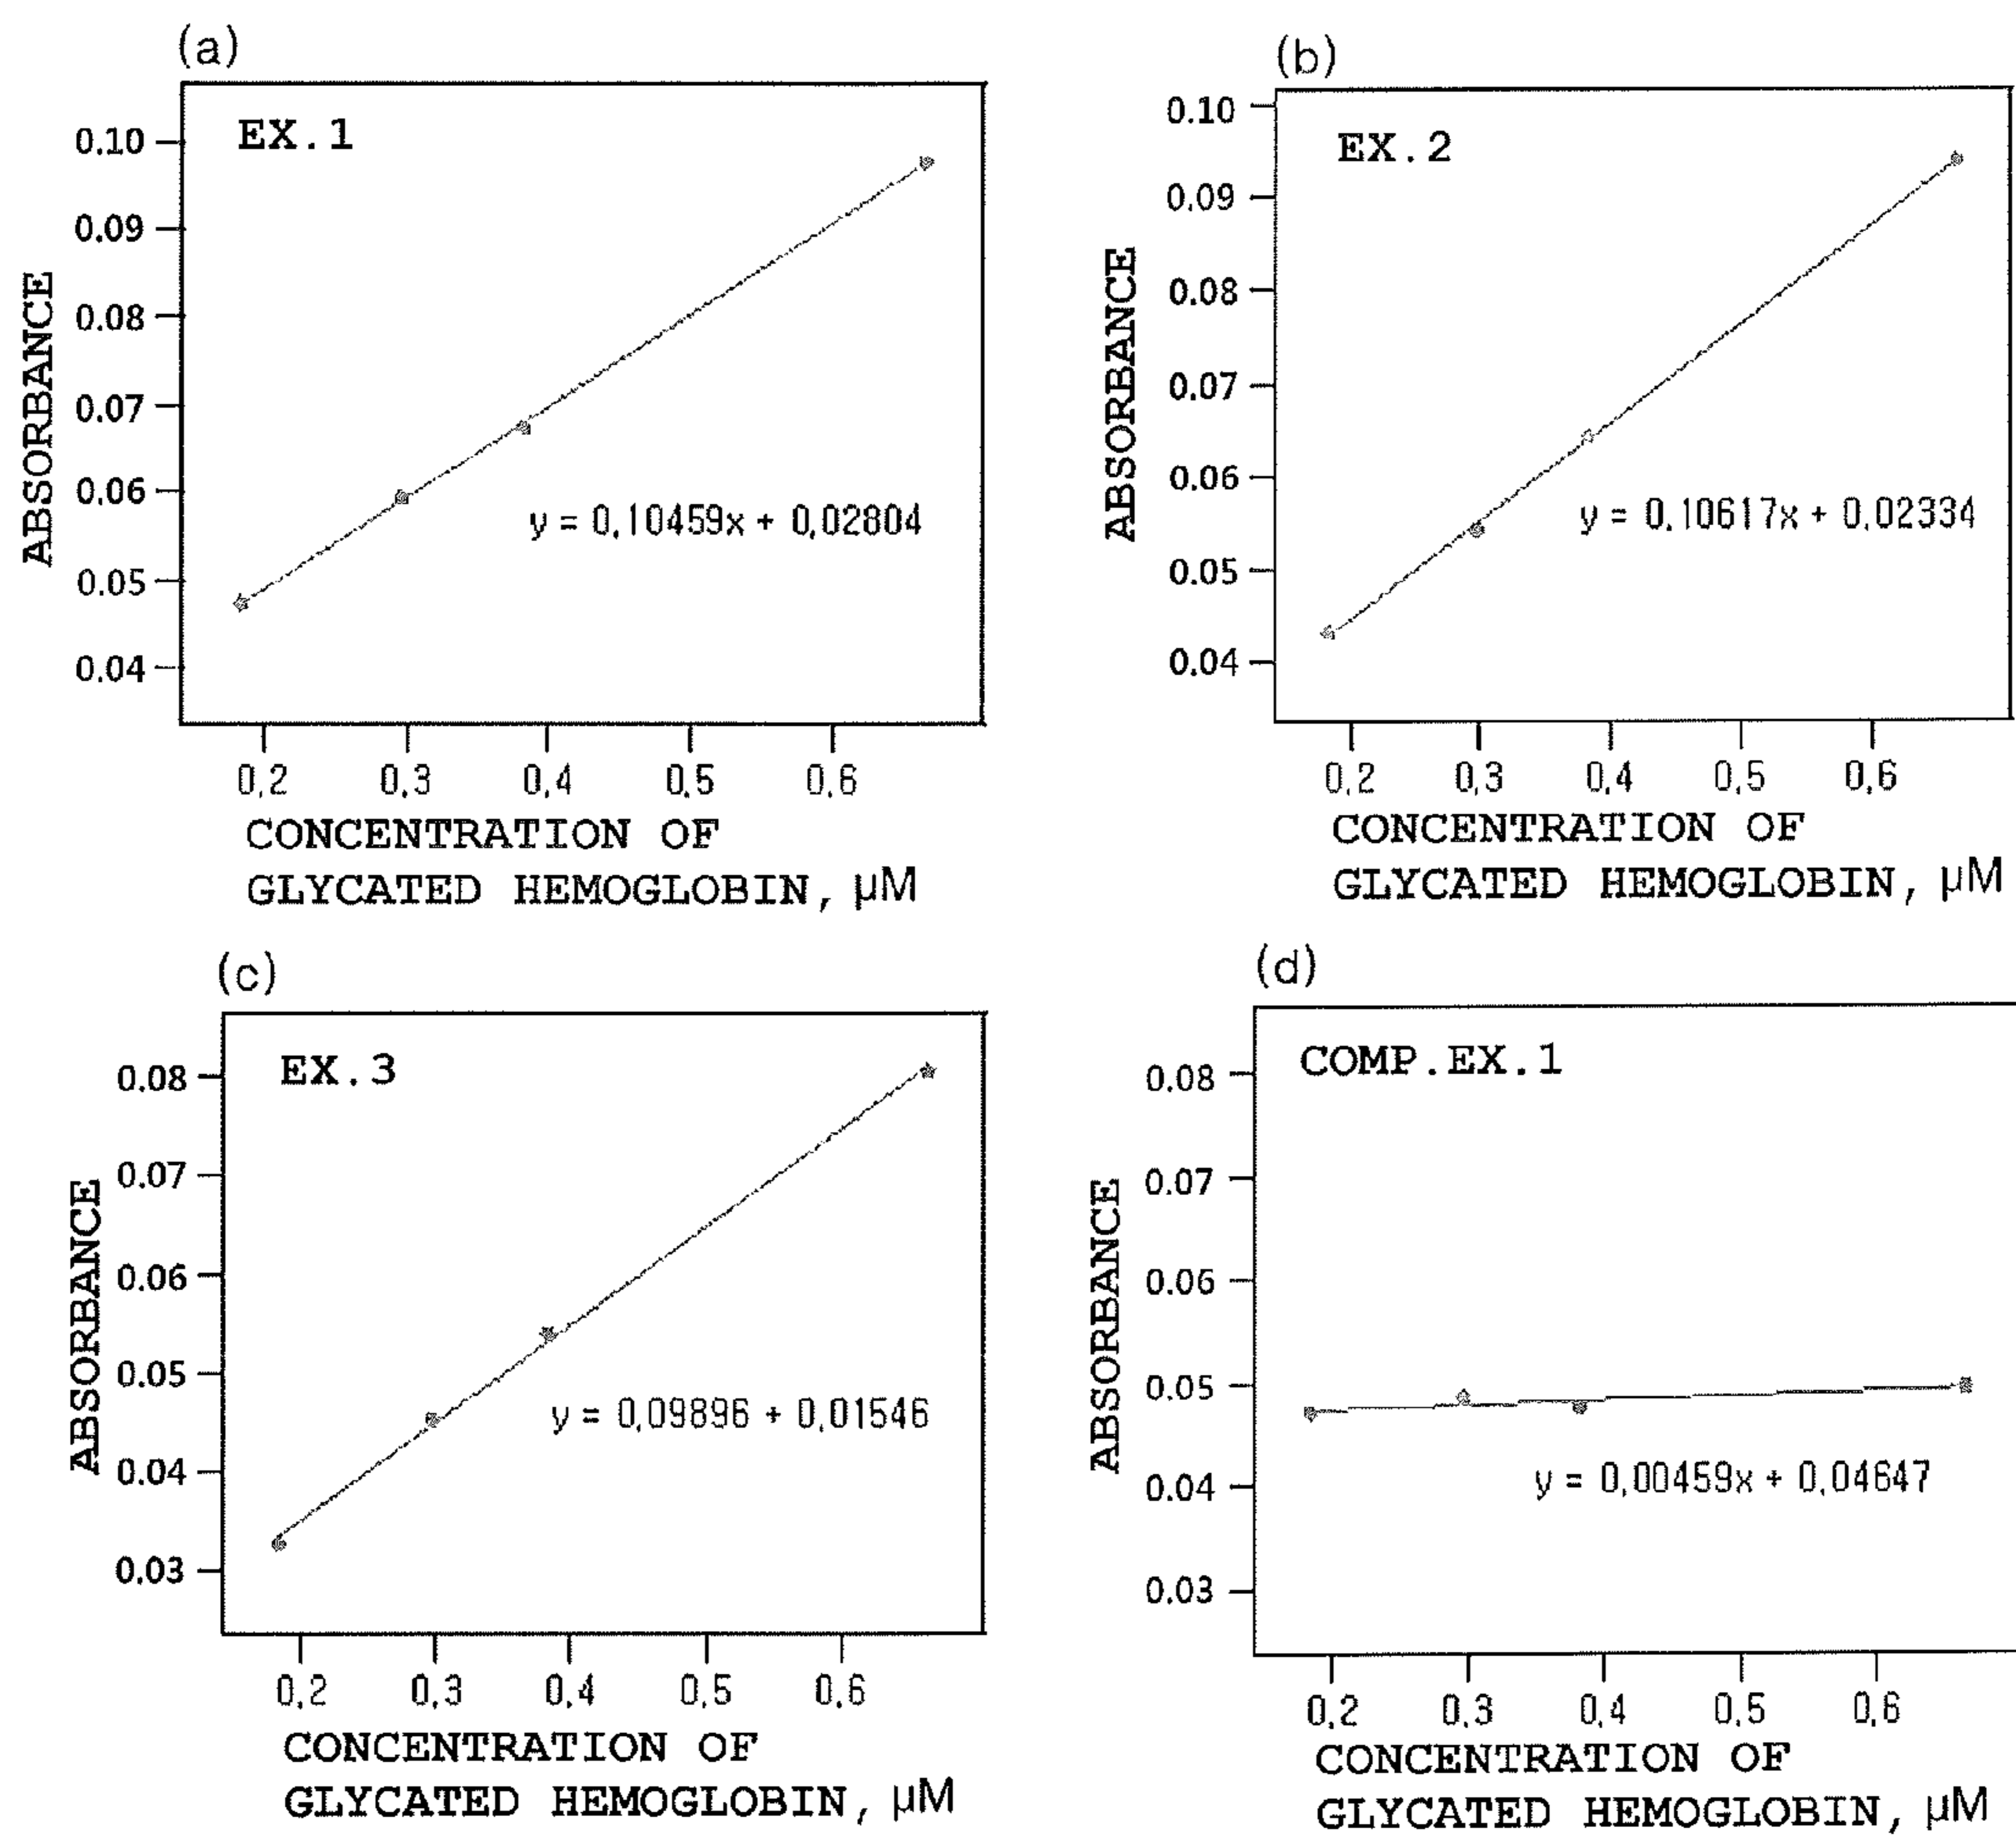 (a)
EX.1
ABSORBANCE
0.10
0.09
0.08
0.07
0.06
0.05
0.04
y = 0.10459x + 0.02804
0.2 0.3 0.4 0.5 0.6
CONCENTRATION OF
GLYCATED HEMOGLOBIN, µM
(b)
EX.2
ABSORBANCE
0.10
0.09
0.08
0.07
0.06
0.05
0.04
y = 0.10617x + 0.02334
0.2 0.3 0.4 0.5 0.6
CONCENTRATION OF
GLYCATED HEMOGLOBIN, µM
(c)
EX.3
ABSORBANCE
0.08
0.07
0.06
0.05
0.04
0.03
y = 0.09896 + 0.01546
0.2 0.3 0.4 0.5 0.6
CONCENTRATION OF
GLYCATED HEMOGLOBIN, µM
(d)
COMP.EX.1
ABSORBANCE
0.08
0.07
0.06
0.05
0.04
0.03
y = 0.00459x + 0.04647
0.2 0.3 0.4 0.5 0.6
CONCENTRATION OF
GLYCATED HEMOGLOBIN, µM